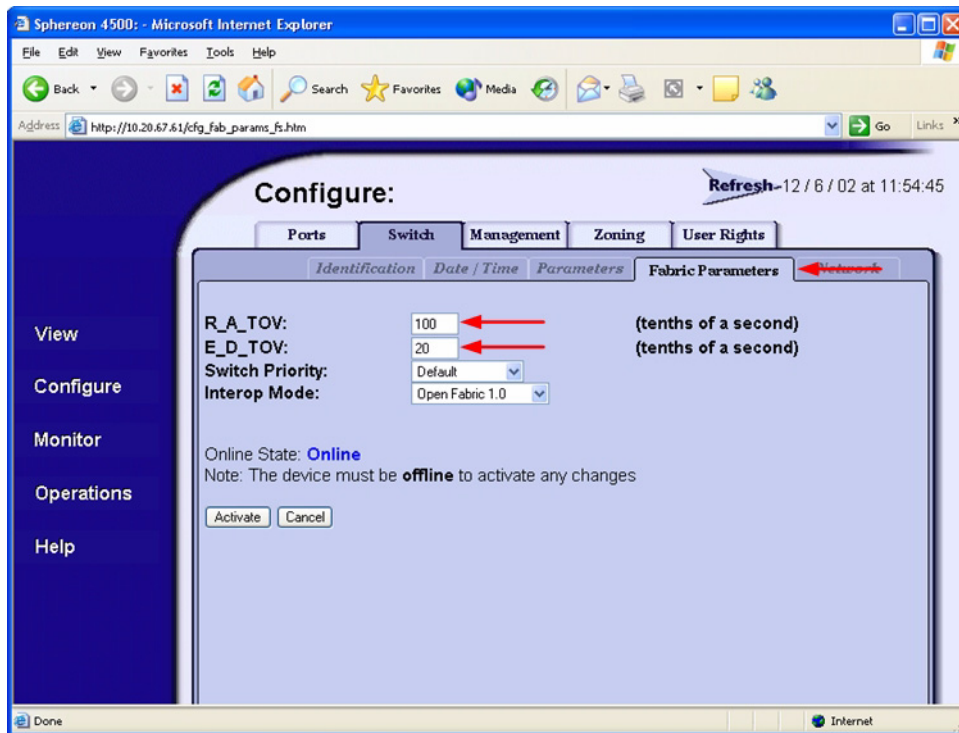 Sphereon 4500: - Microsoft Internet Explorer
File Edit View Favorites Tools Help
Back Search Favorites Media
Address http://10.20.67.61/cfg_fab_params_fs.htm Go Links »
Configure: Refresh-12 / 6 / 02 at 11:54:45
Ports Switch Management Zoning User Rights
Identification Date / Time Parameters Fabric Parameters Network
R_A_TOV: 100 (tenths of a second)
E_D_TOV: 20 (tenths of a second)
Switch Priority: Default
Interop Mode: Open Fabric 1.0
Online State: Online
Note: The device must be offline to activate any changes
Activate Cancel
View
Configure
Monitor
Operations
Help
Done Internet